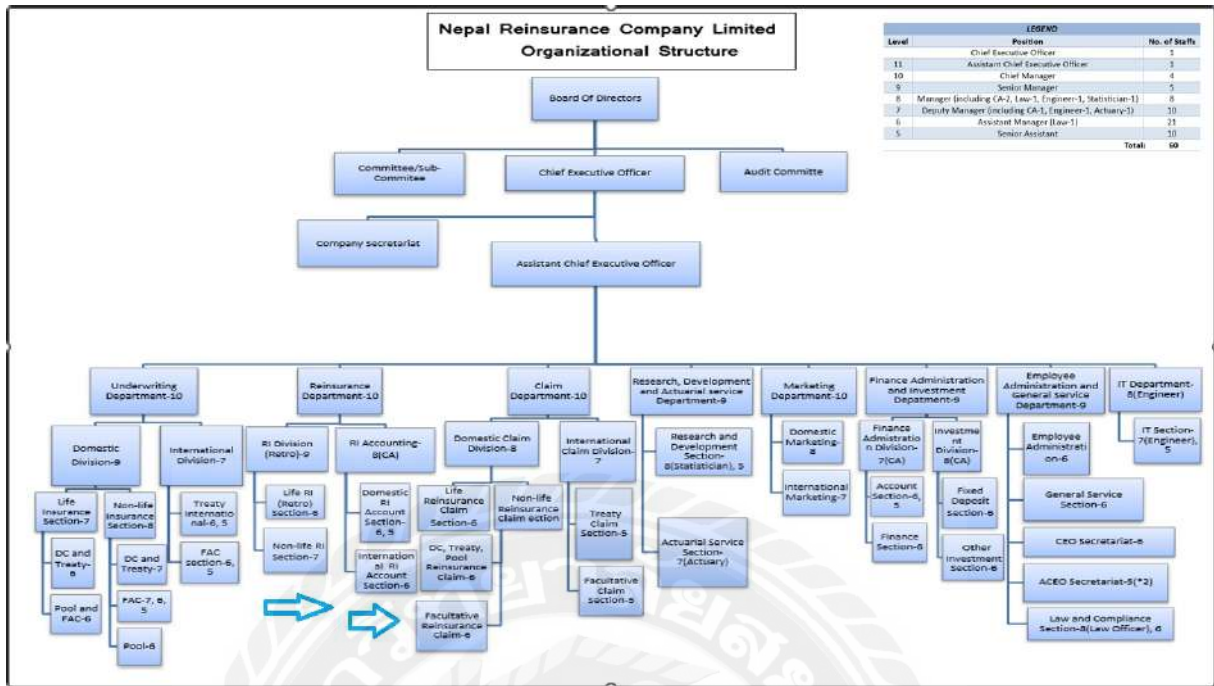 Nepal Reinsurance Company Limited
Organizational Structure
LEGEND
Level Position No. of Staffs
Chief Executive Officer 1
11 Assistant Chief Executive Officer 1
10 Chief Manager 4
9 Senior Manager 5
8 Manager (including CA-2, Law-1, Engineer-1, Statistician-1) 8
7 Deputy Manager (including CA-1, Engineer-1, Actuary-1) 10
6 Assistant Manager (Law-1) 21
5 Senior Assistant 10
Total: 60
Board Of Directors
Committee/Sub-
Commitee
Chief Executive Officer
Audit Committe
Company Secretariat
Assistant Chief Executive Officer
Underwriting
Department-10
Reinsurance
Department-10
Claim
Department-10
Research, Development
and Actuarial service
Department-9
Marketing
Department-10
Finance Administration
and Investment
Depatment-9
Employee
Administration and
General Service
Department-9
IT Department-
8(Engineer)
Domestic
Division-9
International
Division-7
RI Division
(Retro)-9
RI Accounting-
8(CA)
Domestic Claim
Division-8
International
Claim Division-
7
Research and
Development
Section-
8(Statistician), 5
Domestic
Marketing-8
Finance
Admistratio
n Division-
7(CA)
Investme
nt
Division-
8(CA)
Employee
Administrati
on-6
IT Section-
7(Engineer),
5
Life
Insurance
Section-7
Non-life
Insurance
Section-8
Treaty
Internatio
nal-6, 5
Life RI
(Retro)
Section-6
Domestic
RI
Account
Section-
6, 5
Life
Reinsurance
Claim
Section-6
Non-life
Reinsurance
claim ection
Treaty
Claim
Section-5
International
Marketing-7
Account
Section-6,
5
Fixed
Deposit
Section-6
General Service
Section-6
DC and
Treaty-6
DC and
Treaty-7
FAC
section-6,
5
Non-life RI
Section-7
Internation
al RI
Account
Section-6
DC, Treaty,
Pool
Reinsurance
Claim-6
Facultative
Claim
Section-5
Actuarial Service
Section-
7(Actuary)
Finance
Section-6
Other
Investment
Section-6
CEO Secretariat-6
Pool and
FAC-6
FAC-7, 6,
5
Facultative
Reinsurance
Claim-6
ACEO Secretariat-5(*2)
Pool-6
Law and Compliance
Section-8(Law Officer), 6